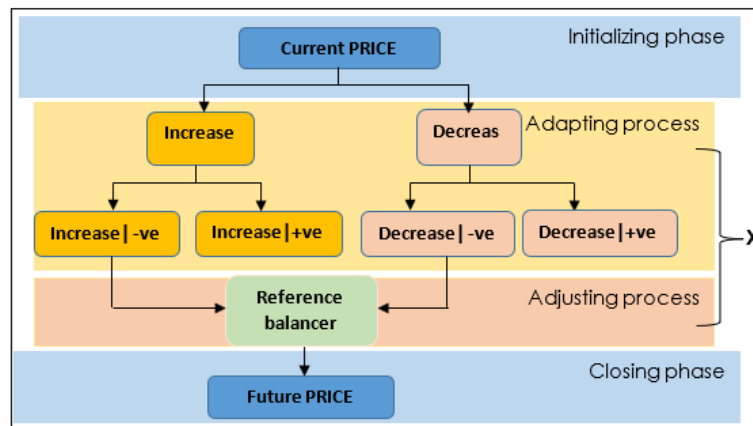 Initializing phase
Current PRICE
Adapting process
Increase
Decreas
Increase| -ve
Increase|+ve
Decrease| -ve
Decrease|+ve
X
Reference
balancer
Adjusting process
Closing phase
Future PRICE